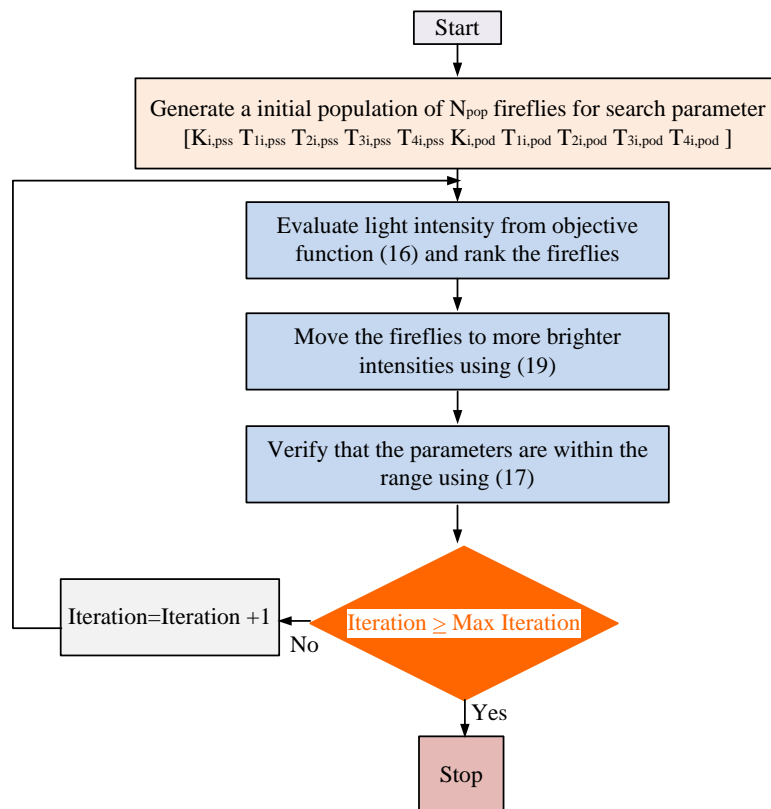 Start
Generate a initial population of Npop fireflies for search parameter
[Ki,pss T1i,pss T2i,pss T3i,pss T4i,pss Ki,pod T1i,pod T2i,pod T3i,pod T4i,pod ]
Evaluate light intensity from objective
function (16) and rank the fireflies
Move the fireflies to more brighter
intensities using (19)
Verify that the parameters are within the
range using (17)
Iteration=Iteration +1
Iteration ≥ Max Iteration
No
Yes
Stop